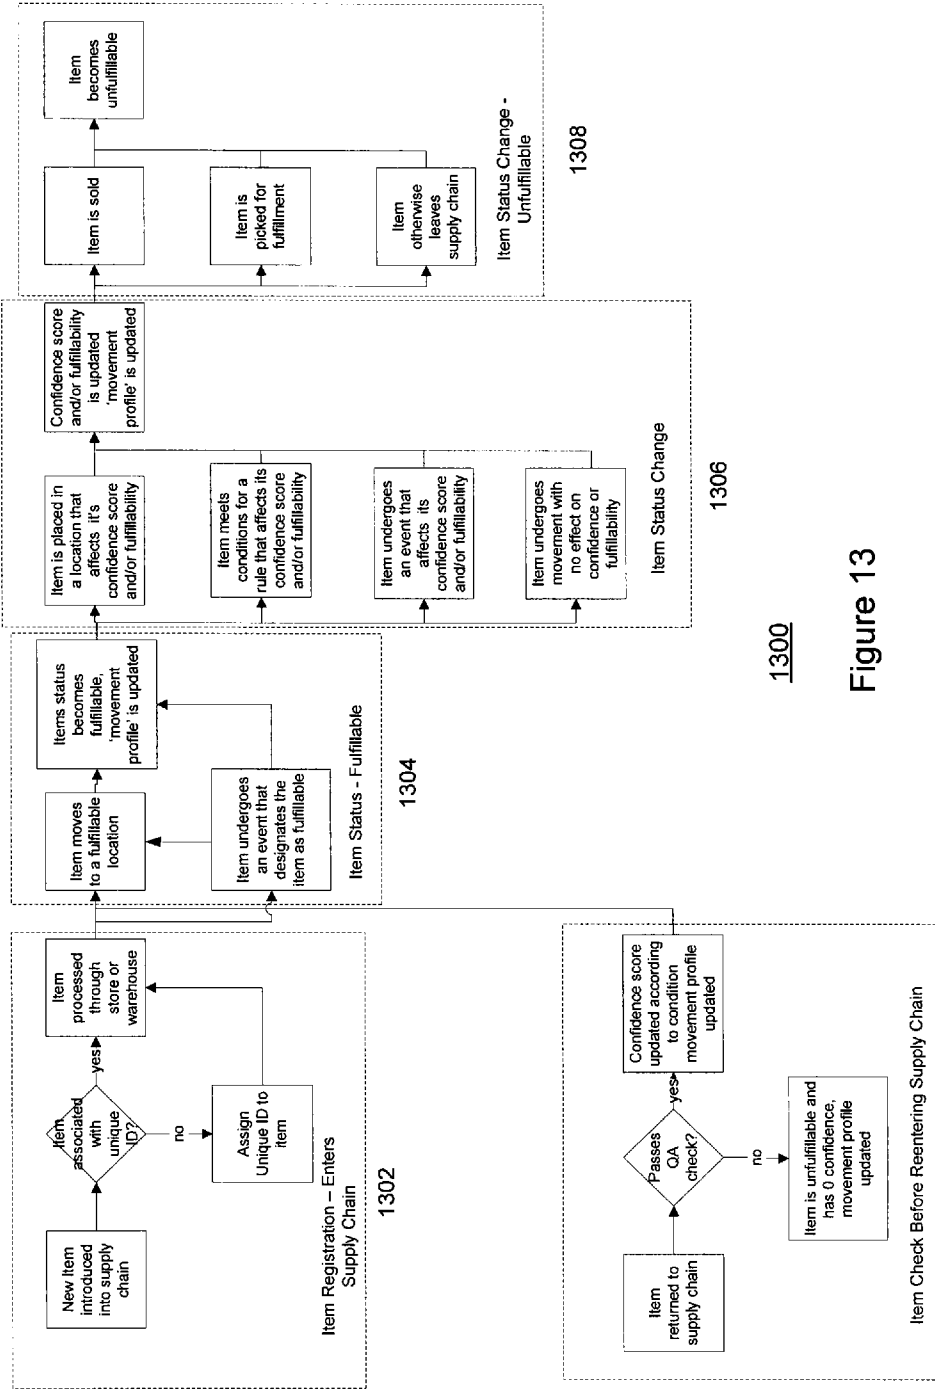 New Item
introduced
into supply
chain
Item
associated
with
unique
ID?
yes
no
Assign
Unique ID to
item
Item
processed
through
store or
warehouse
Item Registration – Enters
Supply Chain
1302
Item moves
to a fulfillable
location
Item undergoes
an event that
designates the
item as fulfillable
Items status
becomes
fulfillable,
'movement
profile' is updated
Item Status - Fulfillable
1304
Item is placed in
a location that
affects it's
confidence score
and/or fulfillability
Item meets
conditions for a
rule that affects its
confidence score
and/or fulfillability
Item undergoes
an event that
affects its
confidence score
and/or fulfillability
Item undergoes
movement with
no effect on
confidence or
fulfillability
Confidence score
and/or fulfillability
is updated
'movement
profile' is updated
Item Status Change
1306
Item is sold
Item is
picked for
fulfillment
Item
otherwise
leaves
supply chain
Item
becomes
unfulfillable
Item Status Change -
Unfulfillable
1308
Item
returned to
supply chain
Passes
QA
check?
yes
no
Confidence score
updated according
to condition
movement profile
updated
Item is unfulfillable and
has 0 confidence,
movement profile
updated
Item Check Before Reentering Supply Chain
1300
Figure 13